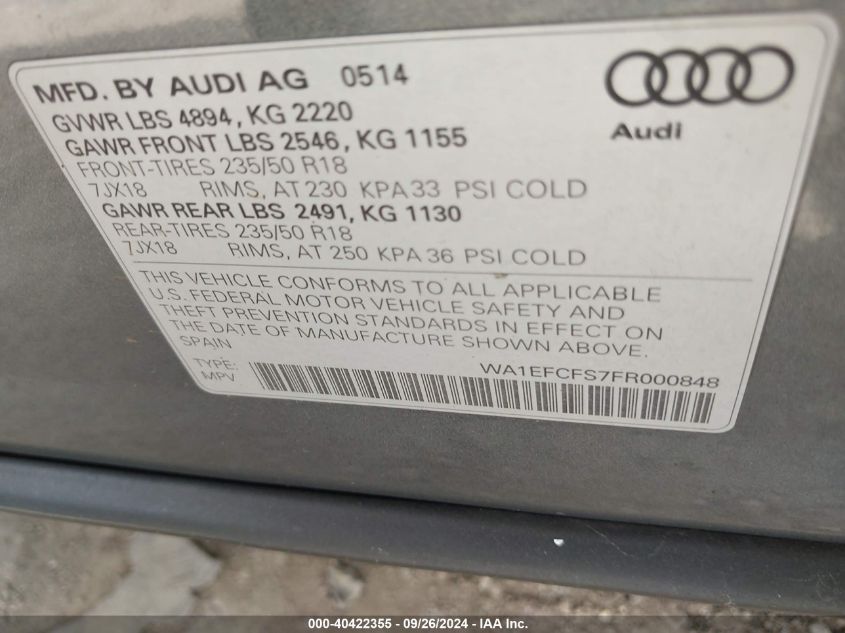 MFD. BY AUDI AG 0514
GVWR LBS 4894, KG 2220
GAWR FRONT LBS 2546, KG 1155
FRONT-TIRES 235/50 R18
7JX18 RIMS, AT 230 KPA 33 PSI COLD
GAWR REAR LBS 2491, KG 1130
REAR-TIRES 235/50 R18
7JX18 RIMS, AT 250 KPA 36 PSI COLD
Audi
THIS VEHICLE CONFORMS TO ALL APPLICABLE
U.S. FEDERAL MOTOR VEHICLE SAFETY AND
THEFT PREVENTION STANDARDS IN EFFECT ON
THE DATE OF MANUFACTURE SHOWN ABOVE.
SPAIN
TYPE:
MPV
WA1EFCFS7FR000848
000-40422355 - 09/26/2024 - IAA Inc.